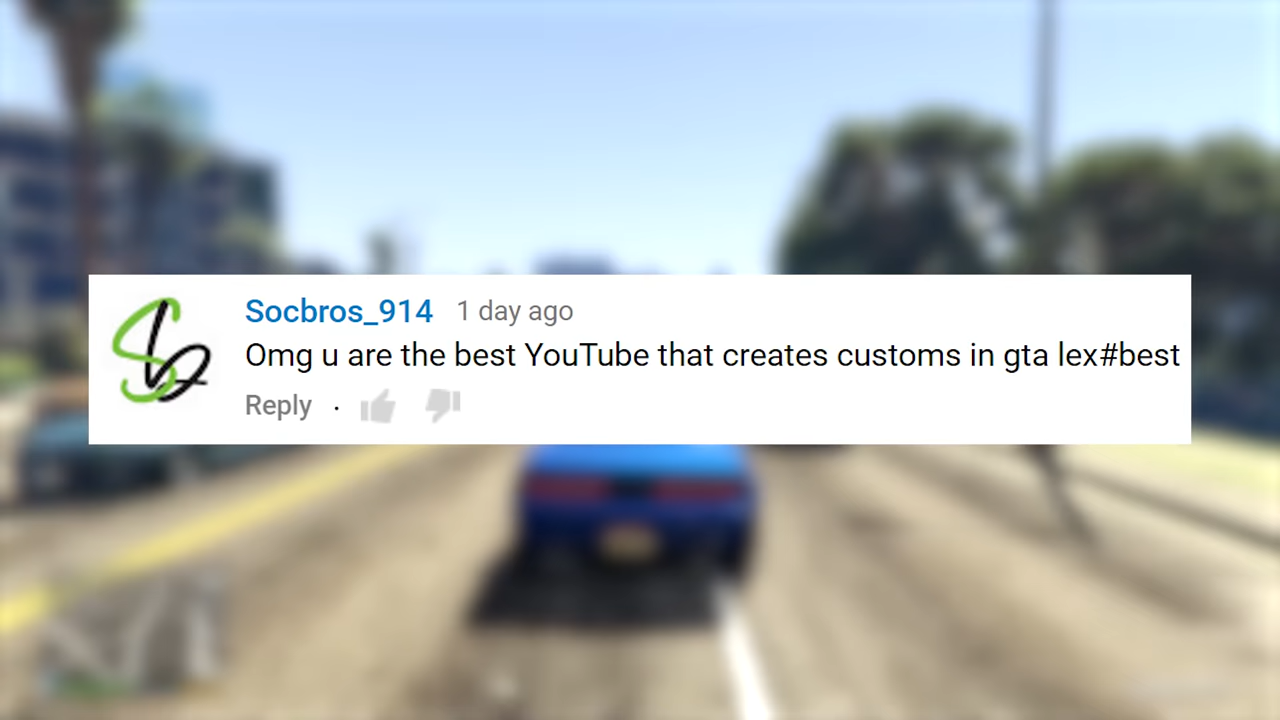 Socbros_914 1 day ago
Omg u are the best YouTube that creates customs in gta lex#best
Reply ·